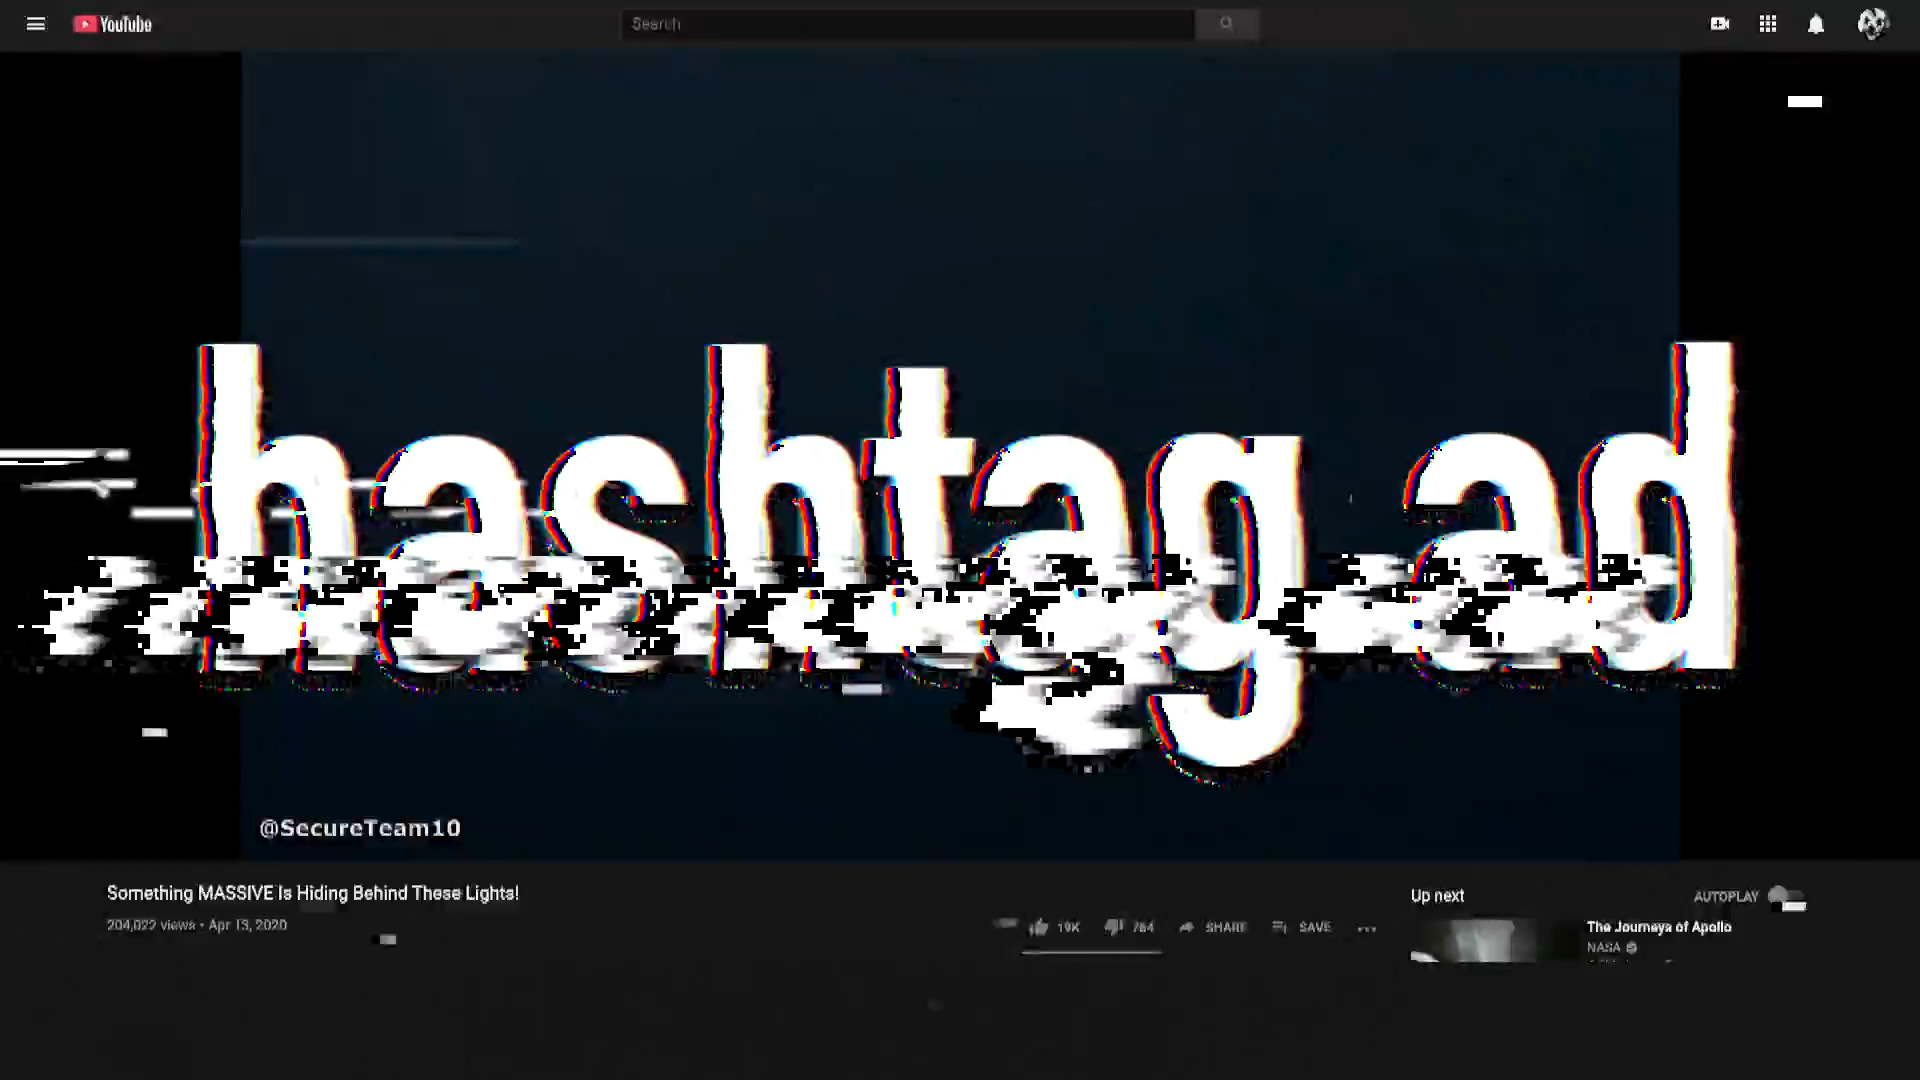 YouTube
Search
hashtag ad
@SecureTeam10
Something MASSIVE Is Hiding Behind These Lights!
204,022 views • Apr 13, 2020
19K
764
SHARE
SAVE
Up next
AUTOPLAY
The Journeys of Apollo
NASA